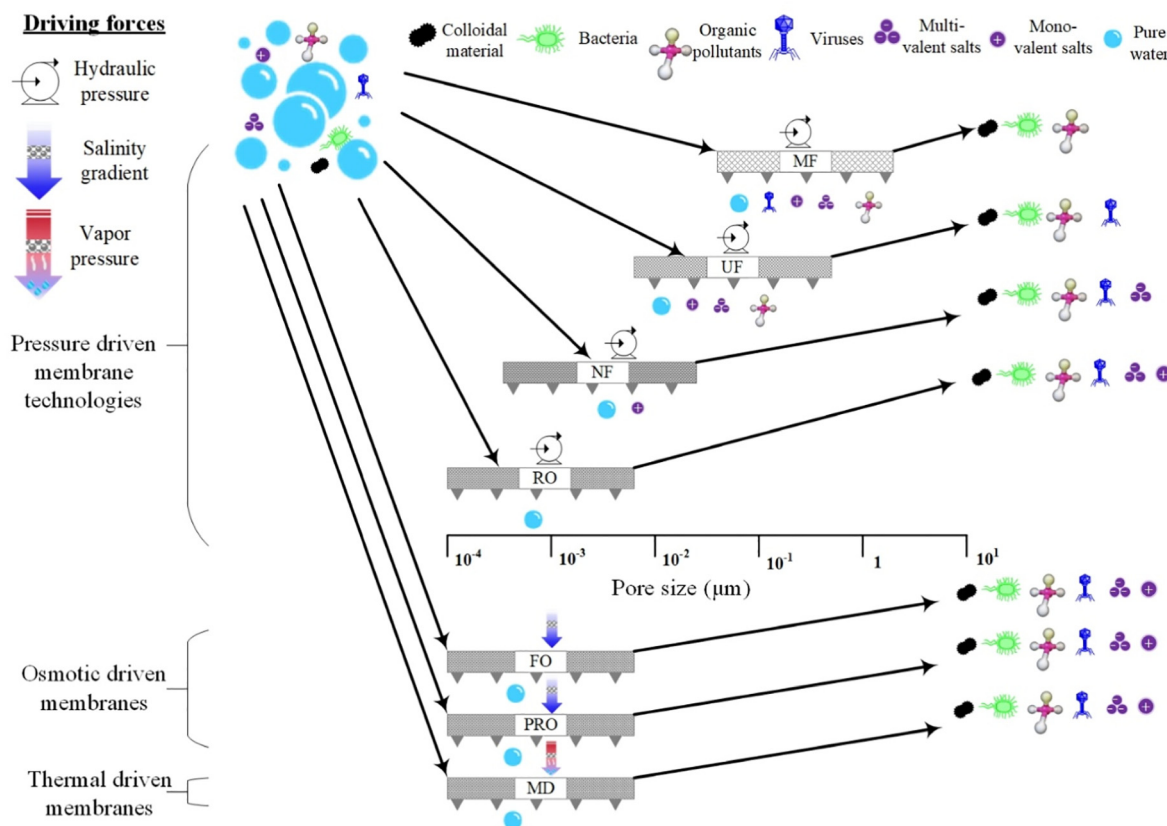 Driving forces
Hydraulic
pressure
Salinity
gradient
Vapor
pressure
Colloidal
material
Bacteria
Organic
pollutants
Viruses
Multi-
valent salts
Mono-
valent salts
Pure
water
Pressure driven
membrane
technologies
MF
UF
NF
RO
10-4
10-3
10-2
10-1
1
101
Pore size (μm)
Osmotic driven
membranes
FO
PRO
Thermal driven
membranes
MD